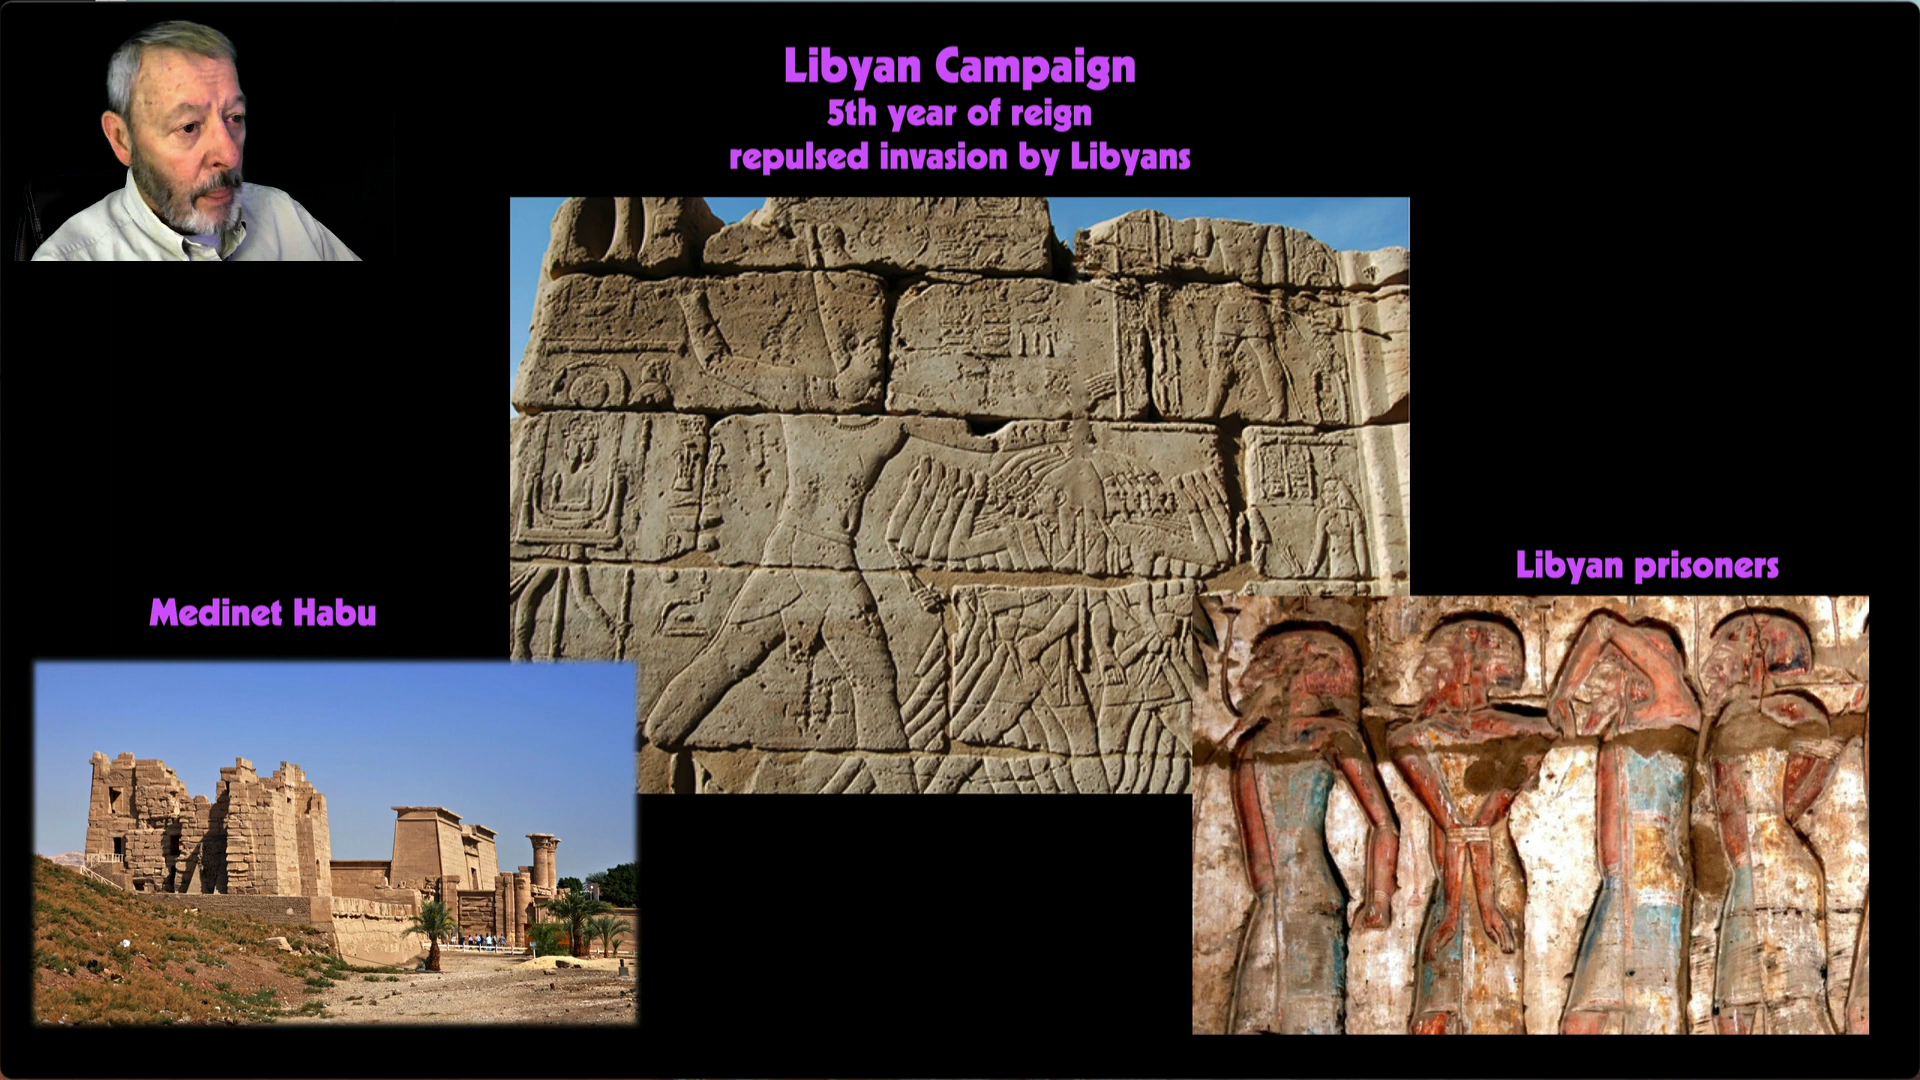 Libyan Campaign
5th year of reign
repulsed invasion by Libyans
Libyan prisoners
Medinet Habu